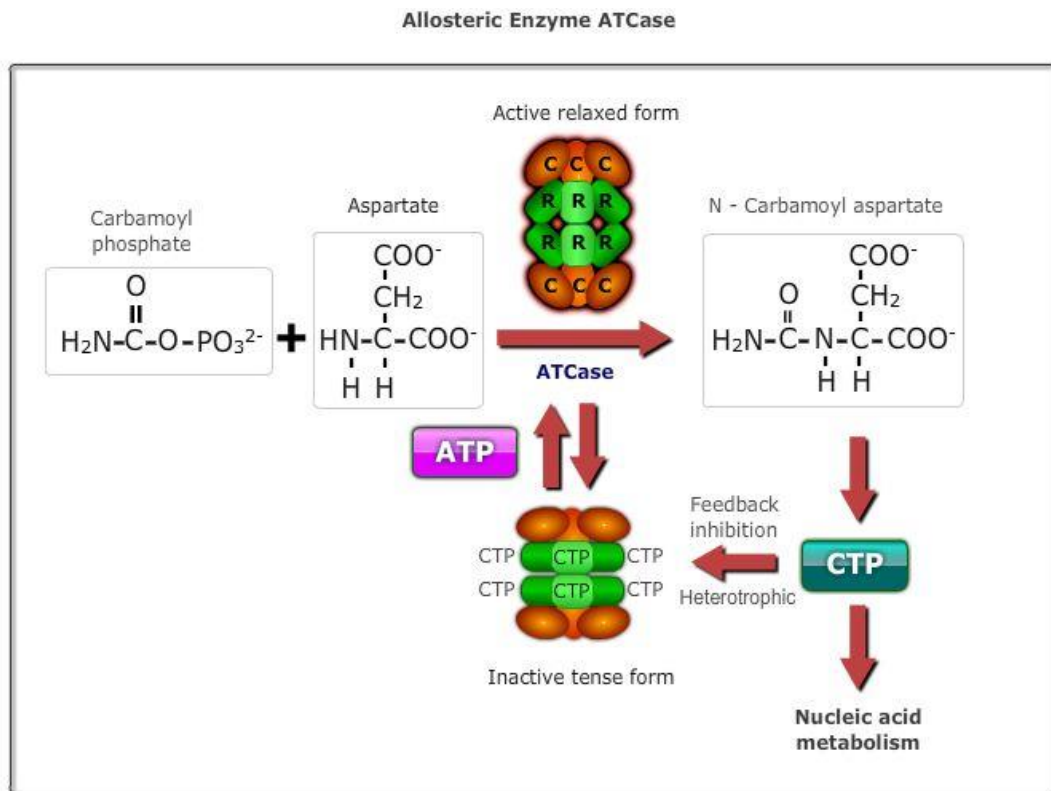 Allosteric Enzyme ATCase
Active relaxed form
C C C
R R R
R R R
C C C
Carbamoyl
phosphate
O
H₂N-C-O-PO₃²⁻
+
Aspartate
COO⁻
CH₂
HN-C-COO⁻
H H
ATCase
N - Carbamoyl aspartate
COO⁻
O CH₂
H₂N-C-N-C-COO⁻
H H
ATP
Feedback
inhibition
CTP
Heterotrophic
CTP CTP CTP
CTP CTP CTP
Inactive tense form
Nucleic acid
metabolism